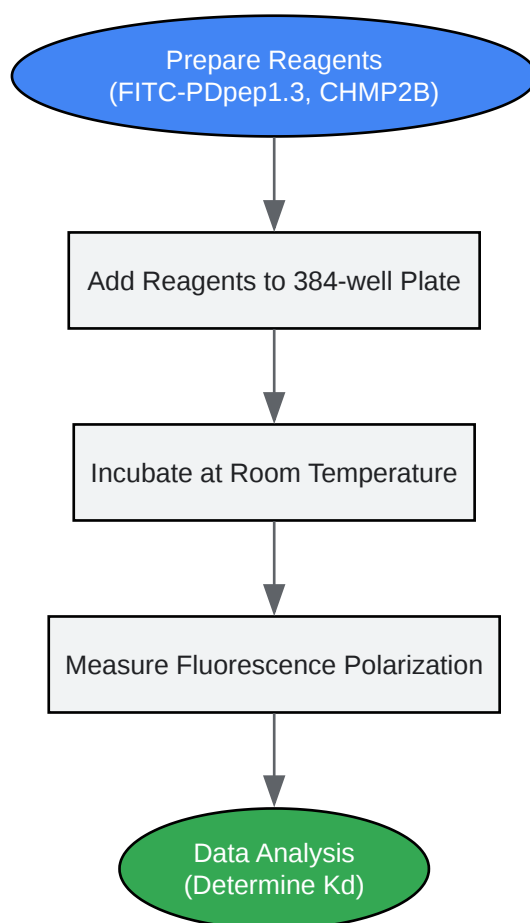 Prepare Reagents
(FITC-PDpep1.3, CHMP2B)
Add Reagents to 384-well Plate
Incubate at Room Temperature
Measure Fluorescence Polarization
Data Analysis
(Determine Kd)